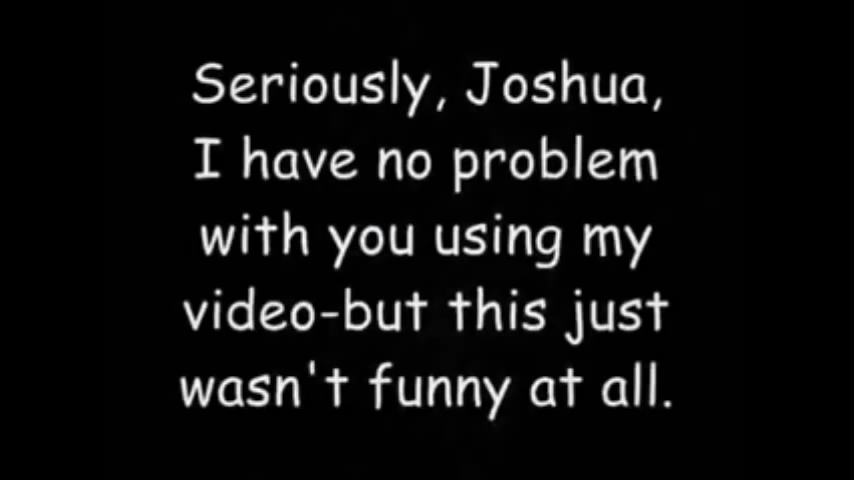 Seriously, Joshua,
I have no problem
with you using my
video-but this just
wasn't funny at all.